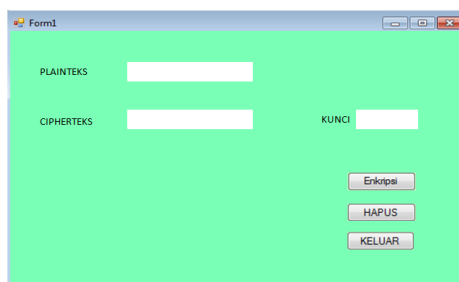 Form1
PLAINTEKS
CIPHERTEKS
KUNCI
Enkripsi
HAPUS
KELUAR